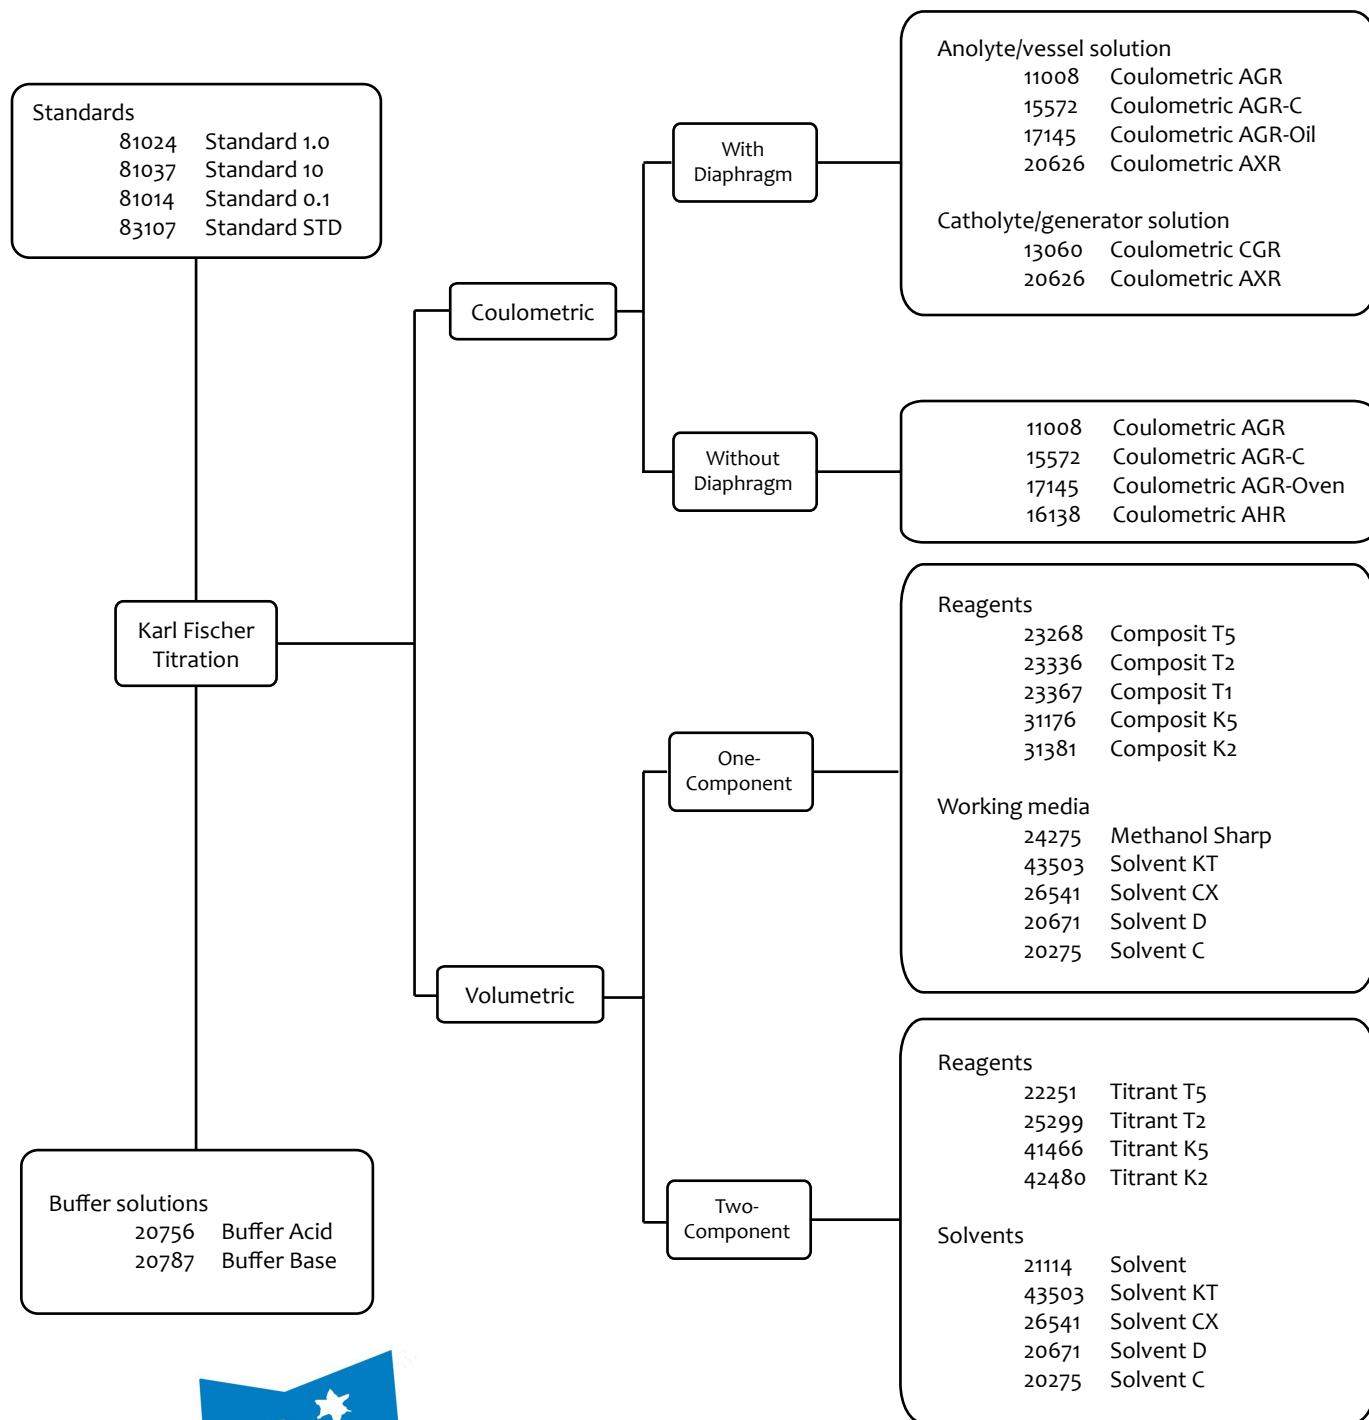 Standards
81024 Standard 1.0
81037 Standard 10
81014 Standard 0.1
83107 Standard STD
Karl Fischer
Titration
Buffer solutions
20756 Buffer Acid
20787 Buffer Base
Coulometric
Volumetric
With
Diaphragm
Without
Diaphragm
One-
Component
Two-
Component
Anolyte/vessel solution
11008 Coulometric AGR
15572 Coulometric AGR-C
17145 Coulometric AGR-Oil
20626 Coulometric AXR
Catholyte/generator solution
13060 Coulometric CGR
20626 Coulometric AXR
11008 Coulometric AGR
15572 Coulometric AGR-C
17145 Coulometric AGR-Oven
16138 Coulometric AHR
Reagents
23268 Composit T5
23336 Composit T2
23367 Composit T1
31176 Composit K5
31381 Composit K2
Working media
24275 Methanol Sharp
43503 Solvent KT
26541 Solvent CX
20671 Solvent D
20275 Solvent C
Reagents
22251 Titrant T5
25299 Titrant T2
41466 Titrant K5
42480 Titrant K2
Solvents
21114 Solvent
43503 Solvent KT
26541 Solvent CX
20671 Solvent D
20275 Solvent C